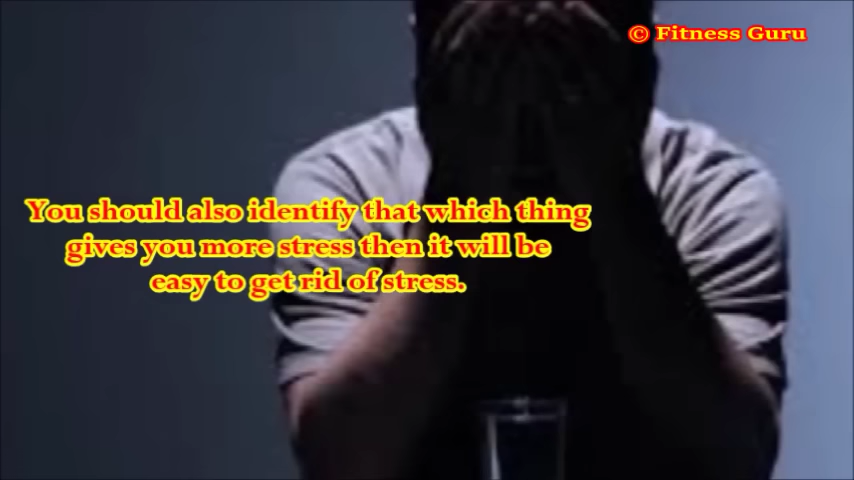 © Fitness Guru
You should also identify that which thing
gives you more stress then it will be
easy to get rid of stress.